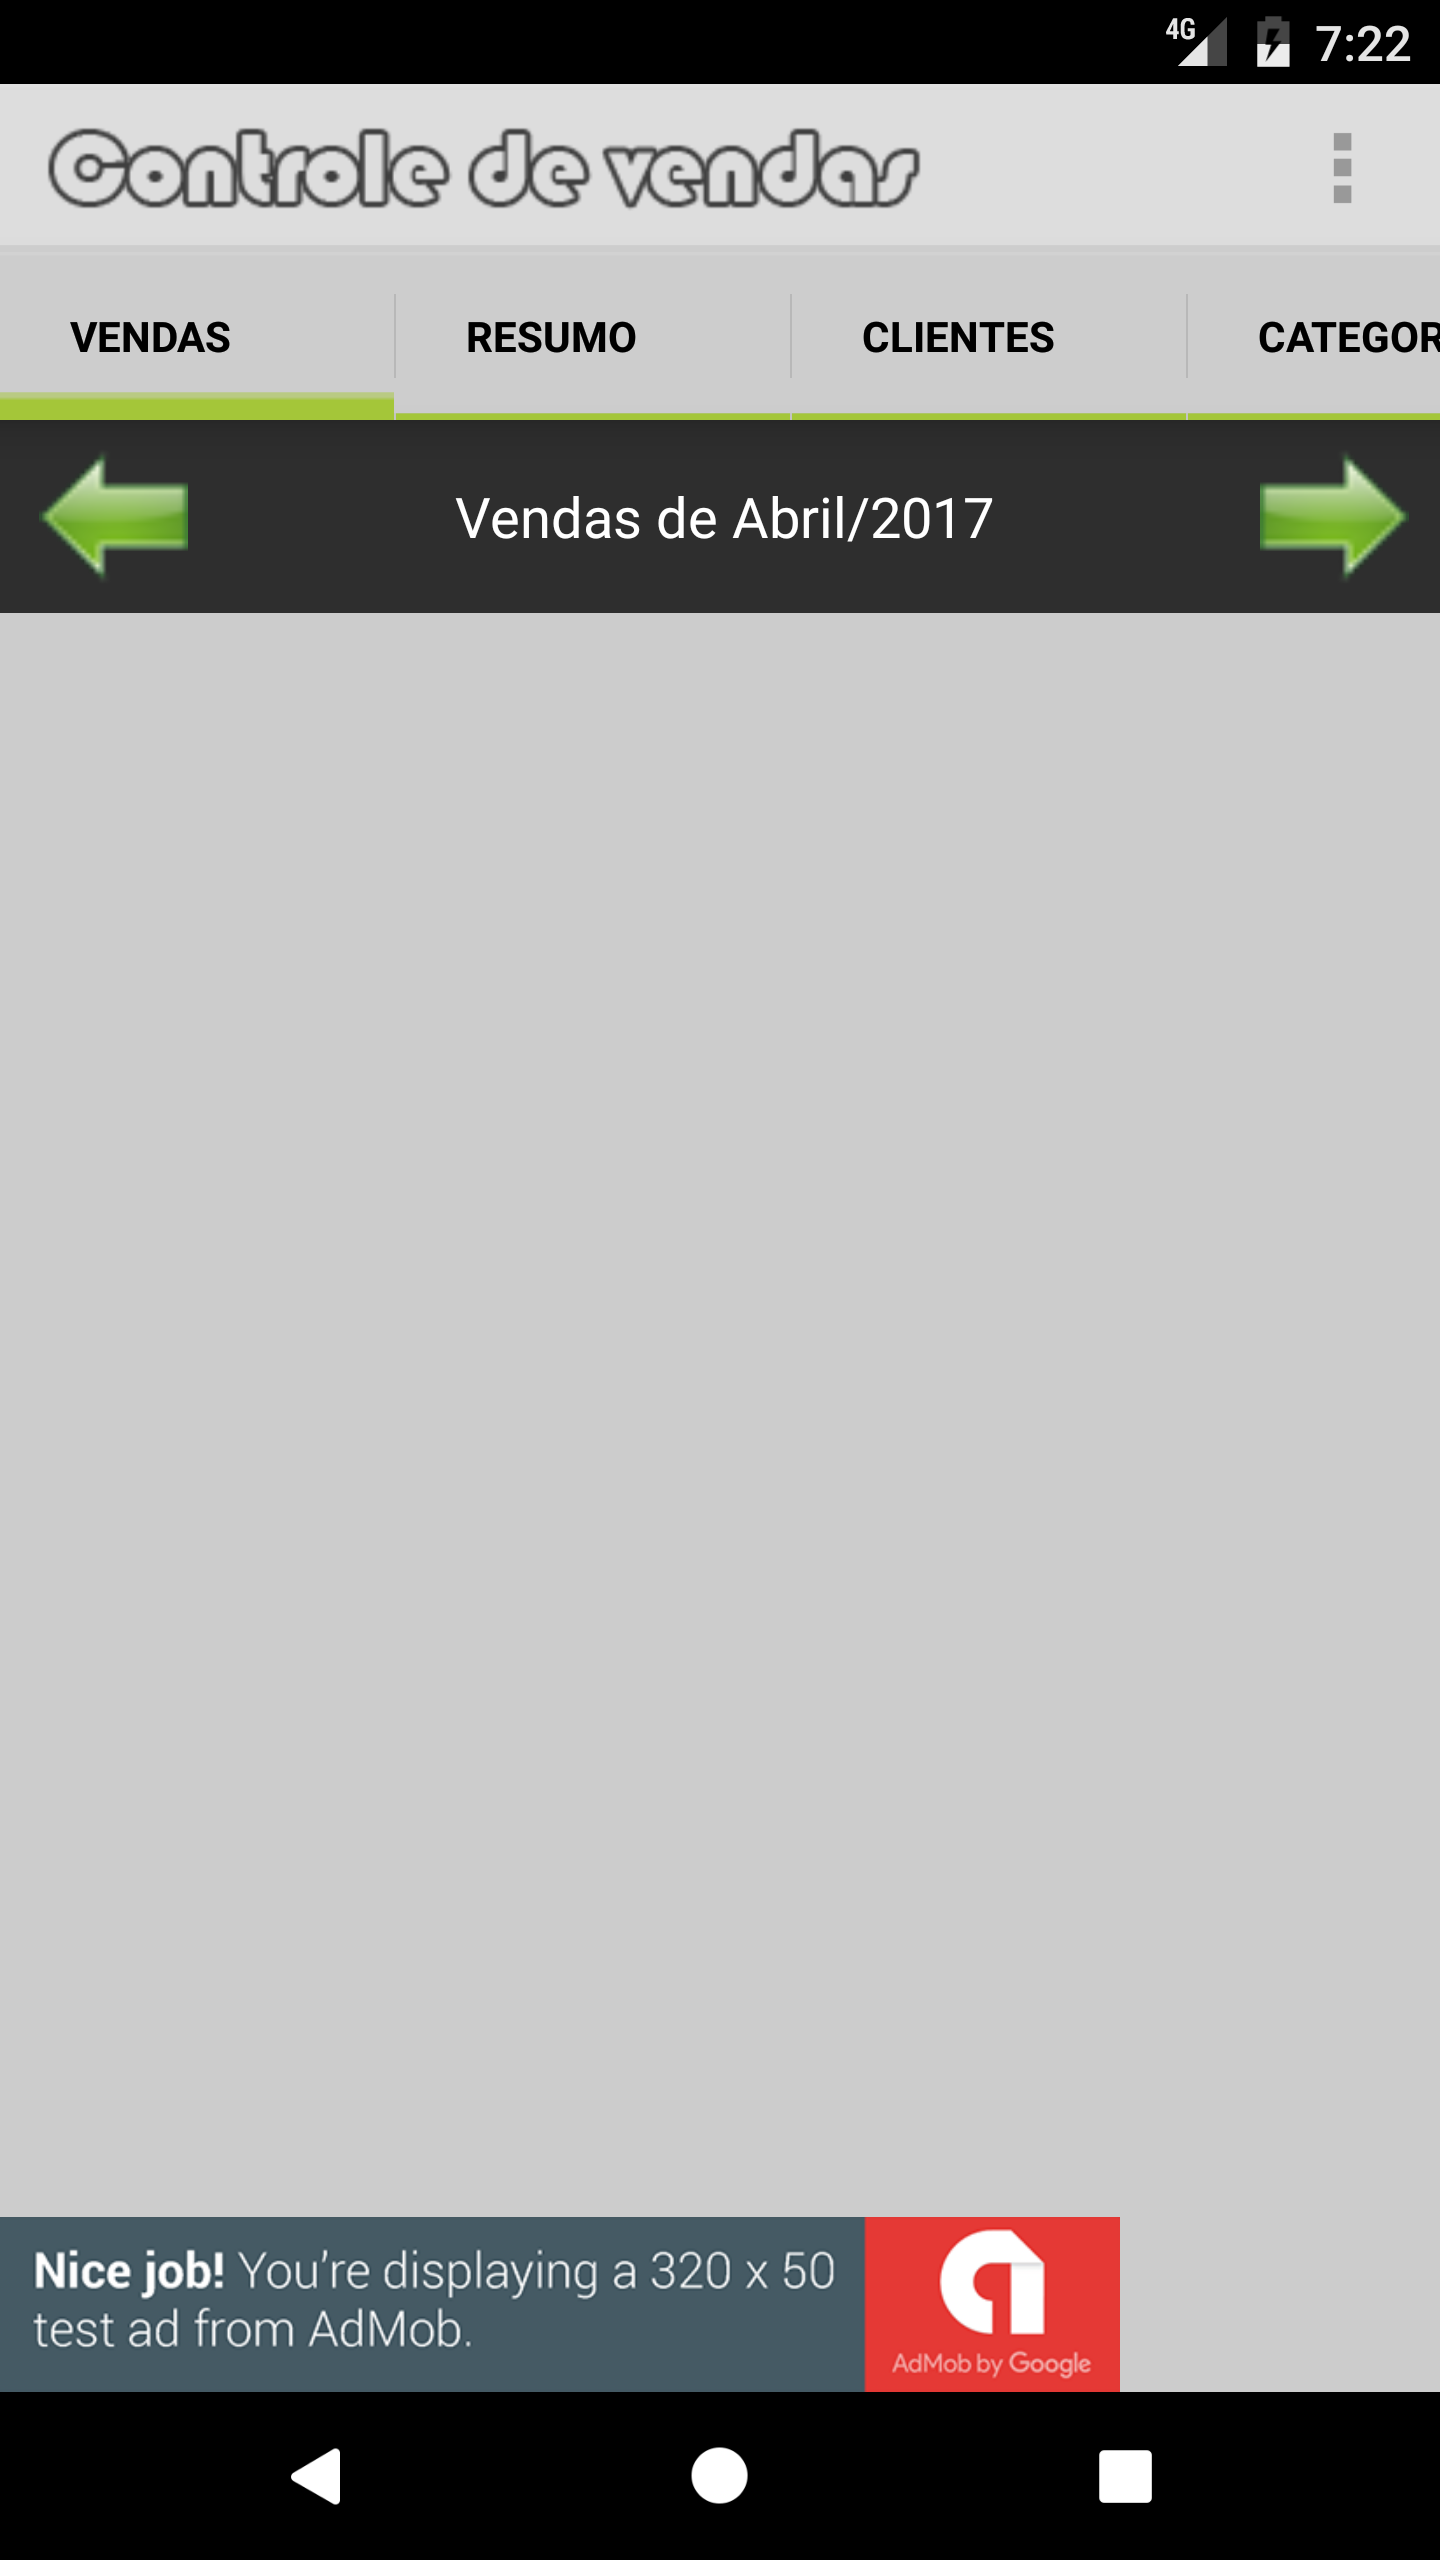 4G 7:22
Controle de vendas
VENDAS RESUMO CLIENTES CATEGOR
Vendas de Abril/2017
Nice job! You're displaying a 320 x 50
test ad from AdMob.
AdMob by Google